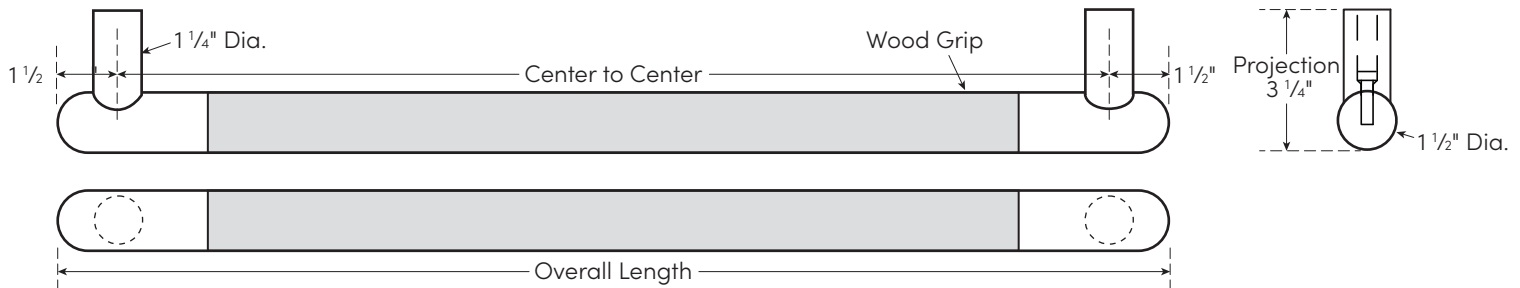 1 ¼" Dia.
Wood Grip
1 ½
'
Center to Center
1 ½"
Projection
3 ¼"
1 ½" Dia.
Overall Length